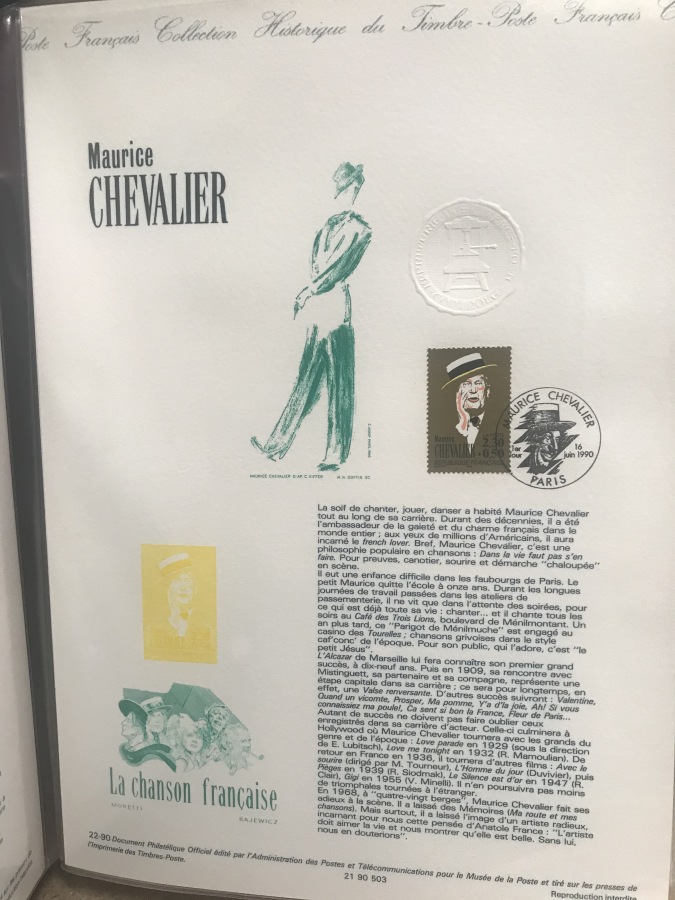 Poste Français Collection Historique du Timbre-Poste Français
Maurice
CHEVALIER
MAURICE CHEVALIER
16
juin 1990
1er
Jour
PARIS
Maurice
CHEVALIER
2.30
+0.50
RÉPUBLIQUE FRANÇAISE
La soif de chanter, jouer, danser a habité Maurice Chevalier
tout au long de sa carrière. Durant des décennies, il a été
l'ambassadeur de la gaieté et du charme français dans le
monde entier ; aux yeux de millions d'Américains, il aura
incarné le french lover. Bref, Maurice Chevalier, c'est une
philosophie populaire en chansons : Dans la vie faut pas s'en
faire. Pour preuves, canotier, sourire et démarche "chaloupée"
en scène.
Il eut une enfance difficile dans les faubourgs de Paris. Le
petit Maurice quitte l'école à onze ans. Durant les longues
journées de travail passées dans les ateliers de
passementerie, il ne vit que dans l'attente des soirées, pour
ce qui est déjà toute sa vie : chanter... et il chante tous les
soirs au Café des Trois Lions, boulevard de Ménilmontant. Un
an plus tard, ce "Parigot de Ménilmuche" est engagé au
casino des Tourelles ; chansons grivoises dans le style
caf'conc' de l'époque. Pour son public, qui l'adore, c'est "le
petit Jésus".
L'Alcazar de Marseille lui fera connaître son premier grand
succès, à dix-neuf ans. Puis en 1909, sa rencontre avec
Mistinguett, sa partenaire et sa compagne, représente une
étape capitale dans sa carrière ; ce sera pour longtemps, en
effet, une Valse renversante. D'autres succès suivront : Valentine,
Quand un vicomte, Prosper, Ma pomme, Y'a d'la joie, Ah! Si vous
connaissiez ma poule!, Ça sent si bon la France, Fleur de Paris...
Autant de succès ne doivent pas faire oublier ceux
enregistrés dans sa carrière d'acteur. Celle-ci culminera à
Hollywood où Maurice Chevalier tournera avec les grands du
genre et de l'époque : Love parade en 1929 (sous la direction
de E. Lubitsch), Love me tonight en 1932 (R. Mamoulian). De
retour en France en 1936, il tournera d'autres films : Avec le
sourire (dirigé par M. Tourneur), L'Homme du jour (Duvivier), puis
Pièges en 1939 (R. Siodmak), Le Silence est d'or en 1947 (R.
Clair), Gigi en 1955 (V. Minelli). Il n'en poursuivra pas moins
de triomphales tournées à l'étranger.
En 1968, à "quatre-vingt berges", Maurice Chevalier fait ses
adieux à la scène. Il a laissé des Mémoires (Ma route et mes
chansons). Mais surtout, il a laissé l'image d'un artiste radieux,
incarnant pour nous cette pensée d'Anatole France : "L'artiste
doit aimer la vie et nous montrer qu'elle est belle. Sans lui,
nous en douterions".
MAURICE CHEVALIER D'AP. C. KIFFER M. N. GOFFIN SC.
La chanson française
MORETTI
RAJEWICZ
22-90 Document Philatélique Officiel édité par l'Administration des Postes et Télécommunications pour le Musée de la Poste et tiré sur les presses de
l'Imprimerie des Timbres-Poste.
21 90 503
Reproduction interdite